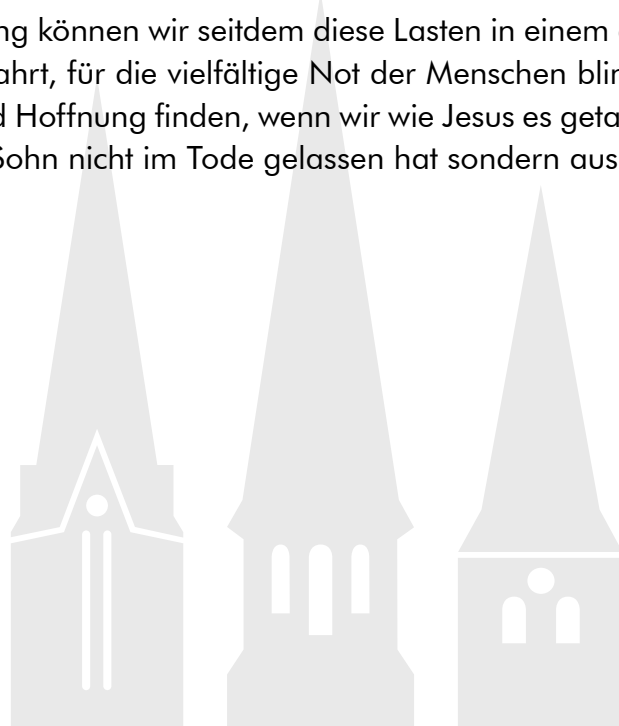 ng können wir seitdem diese Lasten in einem
ahrt, für die vielfältige Not der Menschen blin
d Hoffnung finden, wenn wir wie Jesus es geta
Sohn nicht im Tode gelassen hat sondern aus